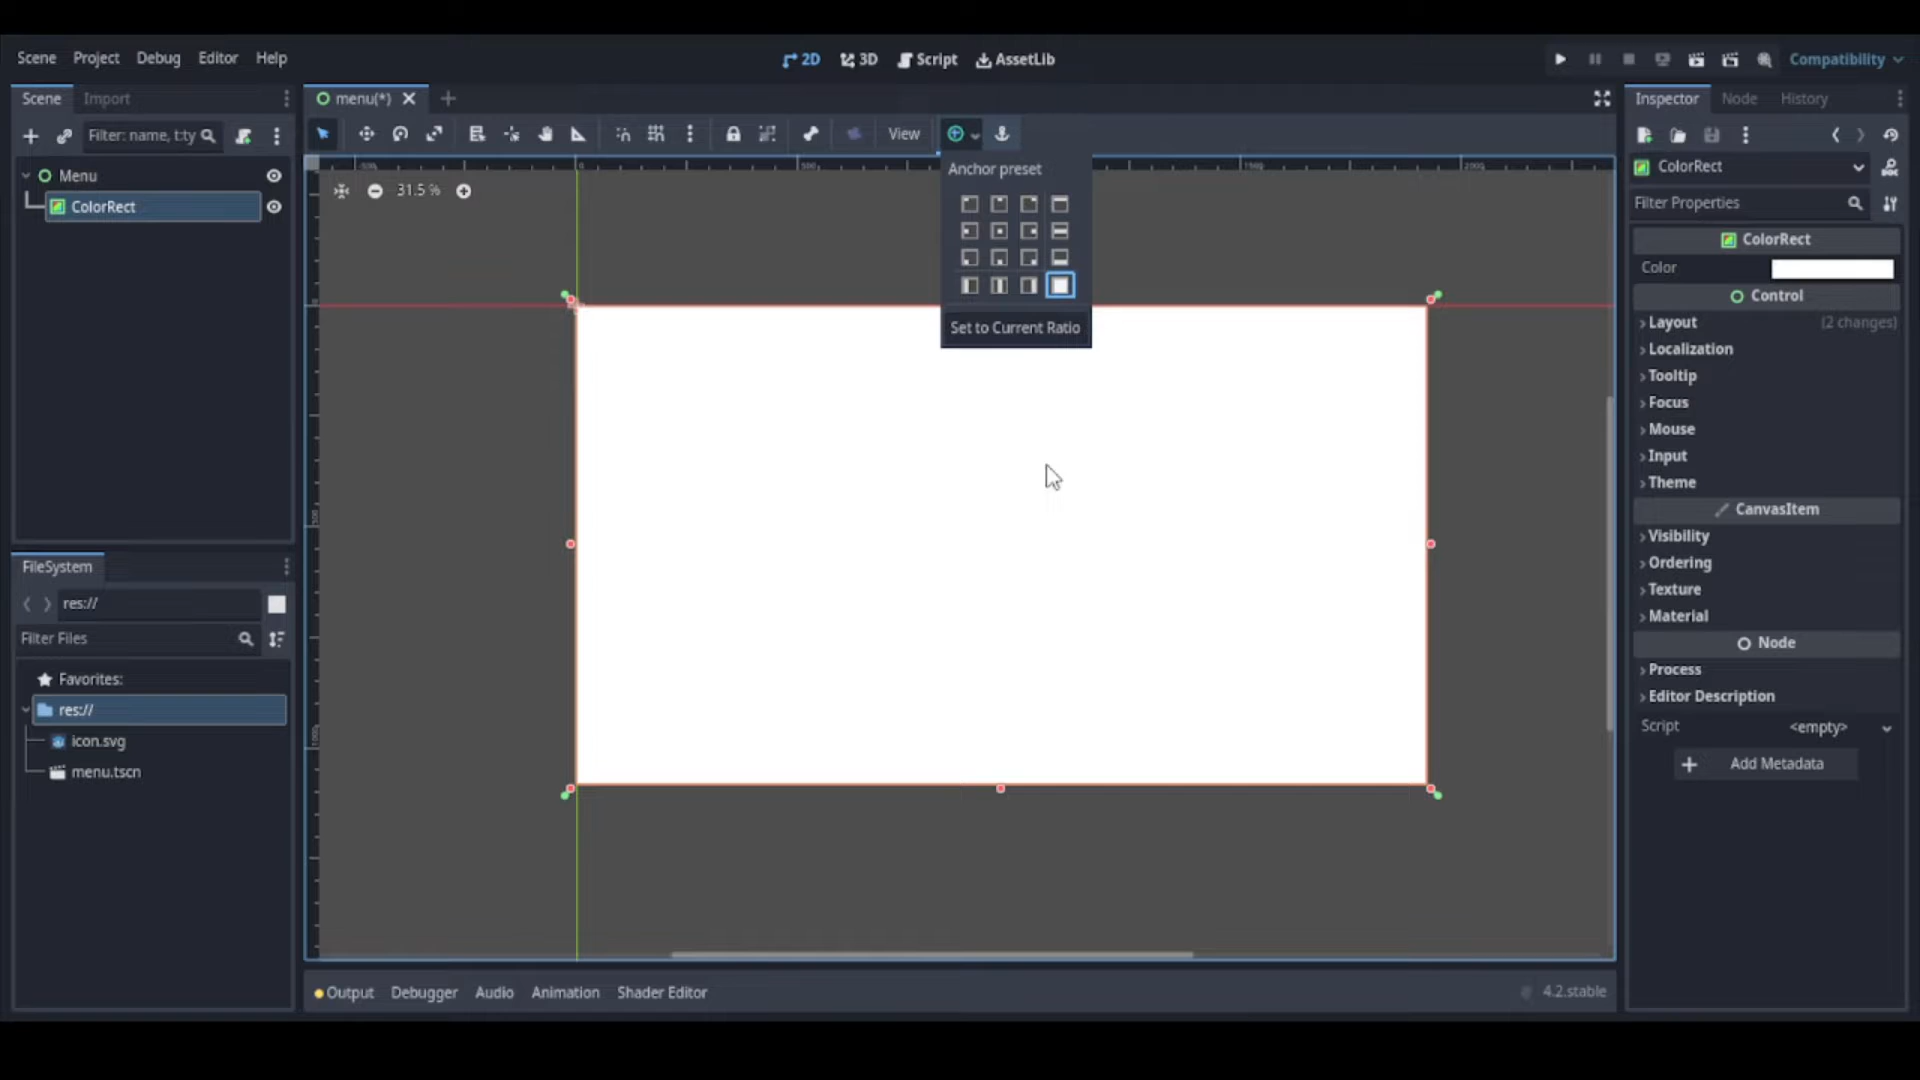 Scene Project Debug Editor Help
2D 3D Script AssetLib
Compatibility
Scene Import
menu(*)
Inspector Node History
Filter: name, t:ty
View
Anchor preset
Menu
ColorRect
31.5 %
500
1500
2000
Set to Current Ratio
ColorRect
Filter Properties
ColorRect
Color
Control
Layout (2 changes)
Localization
Tooltip
Focus
Mouse
Input
Theme
CanvasItem
Visibility
Ordering
Texture
Material
Node
Process
Editor Description
Script <empty>
Add Metadata
FileSystem
res://
Filter Files
Favorites:
res://
icon.svg
menu.tscn
Output Debugger Audio Animation Shader Editor
4.2.stable